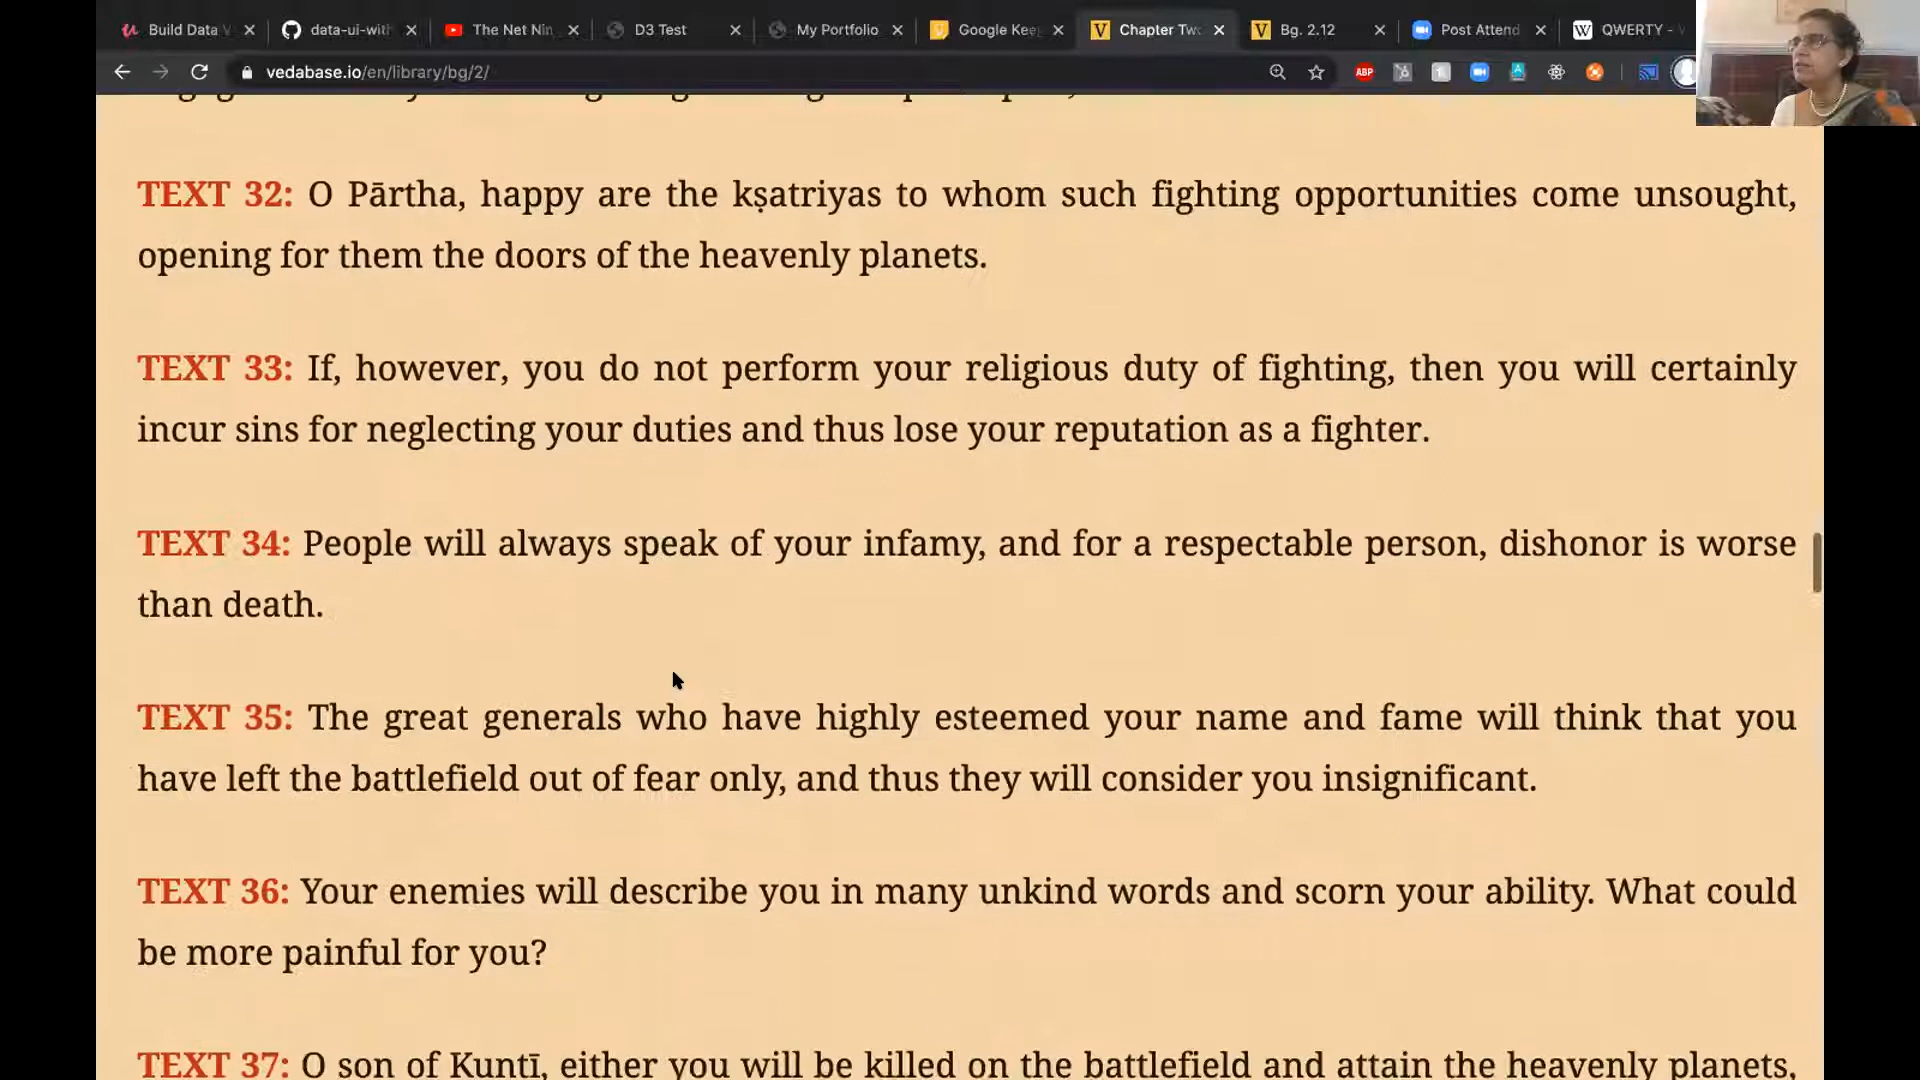 Build Data V
data-ui-with
The Net Nin
D3 Test
My Portfolio
Google Kee
Chapter Two
Bg. 2.12
Post Attend
QWERTY -
vedabase.io/en/library/bg/2/
ABP
TEXT 32: O Pārtha, happy are the kṣatriyas to whom such fighting opportunities come unsought,
opening for them the doors of the heavenly planets.
TEXT 33: If, however, you do not perform your religious duty of fighting, then you will certainly
incur sins for neglecting your duties and thus lose your reputation as a fighter.
TEXT 34: People will always speak of your infamy, and for a respectable person, dishonor is worse
than death.
TEXT 35: The great generals who have highly esteemed your name and fame will think that you
have left the battlefield out of fear only, and thus they will consider you insignificant.
TEXT 36: Your enemies will describe you in many unkind words and scorn your ability. What could
be more painful for you?
TEXT 37: O son of Kuntī, either you will be killed on the battlefield and attain the heavenly planets,